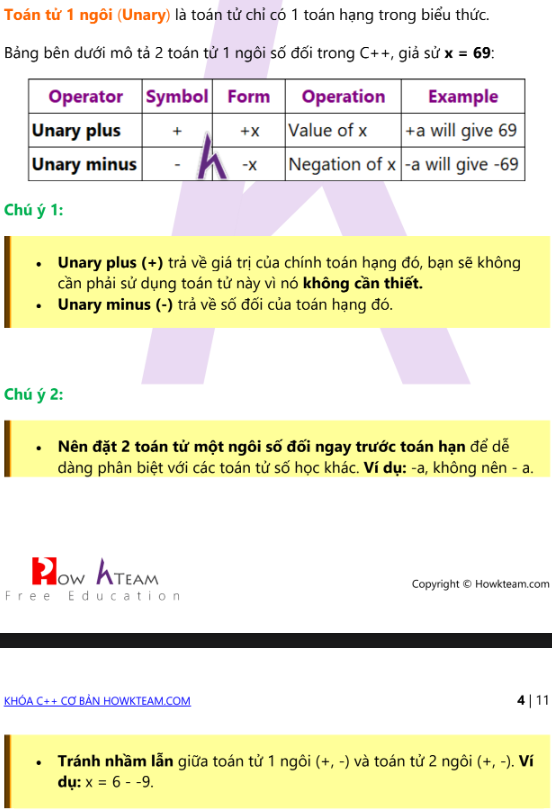 Toán tử 1 ngôi (Unary) là toán tử chỉ có 1 toán hạng trong biểu thức.
Bảng bên dưới mô tả 2 toán tử 1 ngôi số đối trong C++, giả sử x = 69:
Operator Symbol Form Operation Example
Unary plus + +x Value of x +a will give 69
Unary minus - -x Negation of x -a will give -69
Chú ý 1:
• Unary plus (+) trả về giá trị của chính toán hạng đó, bạn sẽ không
cần phải sử dụng toán tử này vì nó không cần thiết.
• Unary minus (-) trả về số đối của toán hạng đó.
Chú ý 2:
• Nên đặt 2 toán tử một ngôi số đối ngay trước toán hạn để dễ
dàng phân biệt với các toán tử số học khác. Ví dụ: -a, không nên - a.
How kTEAM
Free Education
Copyright © Howkteam.com
KHÓA C++ CƠ BẢN HOWKTEAM.COM
4 | 11
• Tránh nhầm lẫn giữa toán tử 1 ngôi (+, -) và toán tử 2 ngôi (+, -). Ví
dụ: x = 6 - -9.